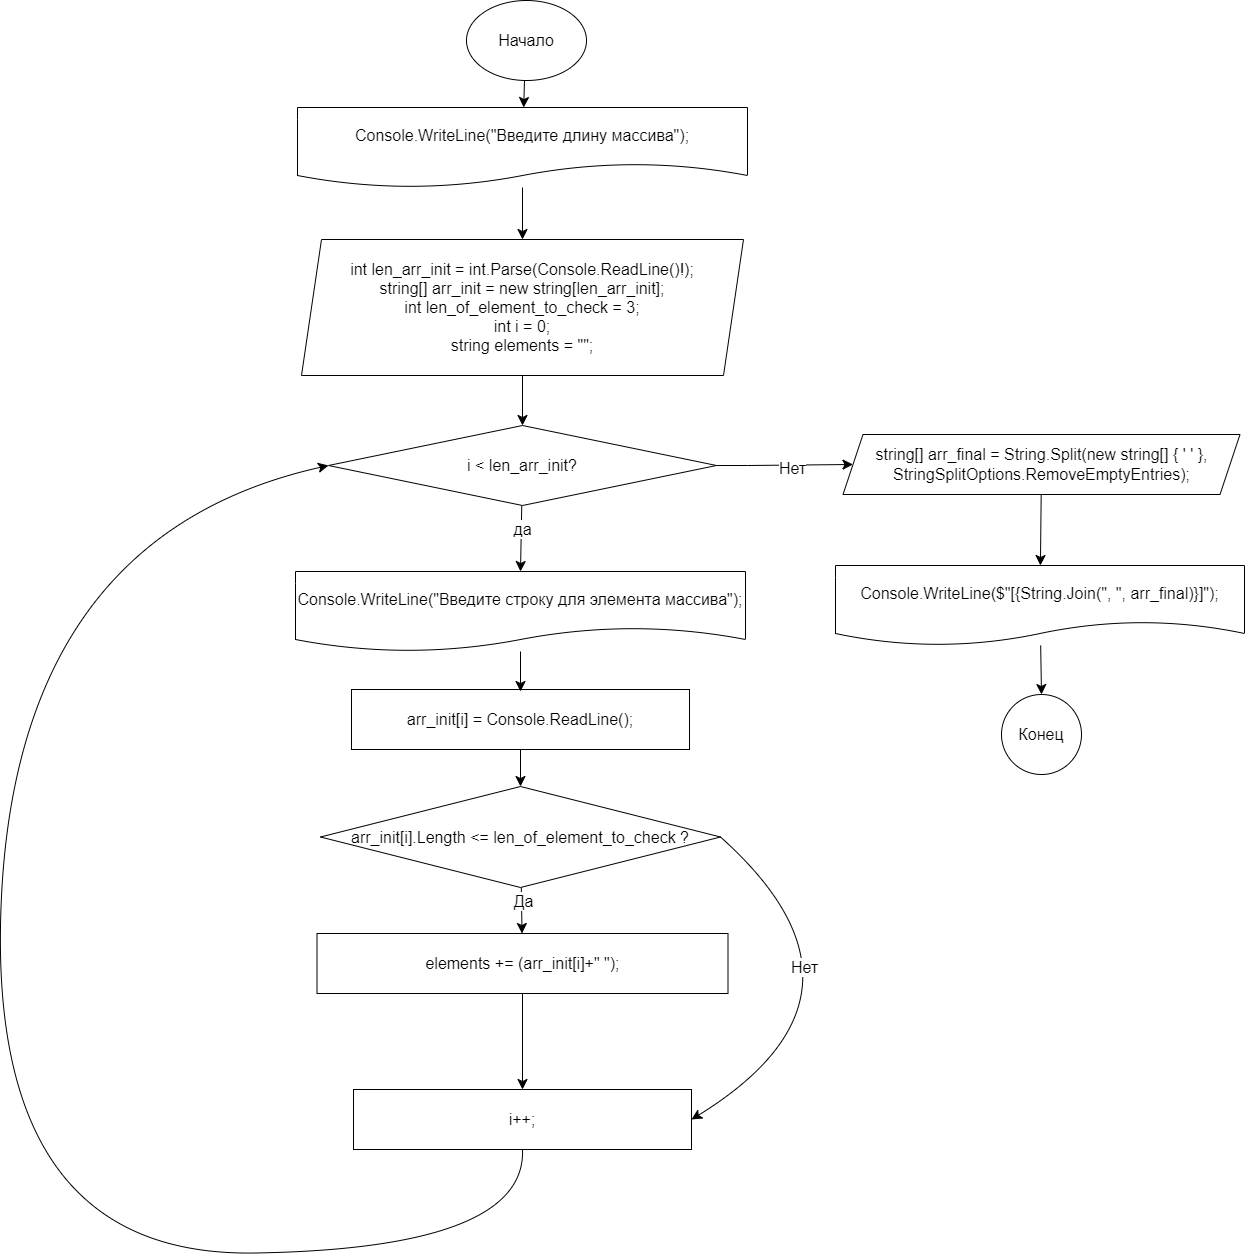 Начало
Console.WriteLine("Введите длину массива");
int len_arr_init = int.Parse(Console.ReadLine()!);
string[] arr_init = new string[len_arr_init];
int len_of_element_to_check = 3;
int i = 0;
string elements = "";
i < len_arr_init?
Нет
string[] arr_final = String.Split(new string[] { ' ' },
StringSplitOptions.RemoveEmptyEntries);
да
Console.WriteLine("Введите строку для элемента массива");
Console.WriteLine($"[{String.Join(", ", arr_final)}]");
arr_init[i] = Console.ReadLine();
Конец
arr_init[i].Length <= len_of_element_to_check ?
Да
elements += (arr_init[i]+" ");
Нет
i++;